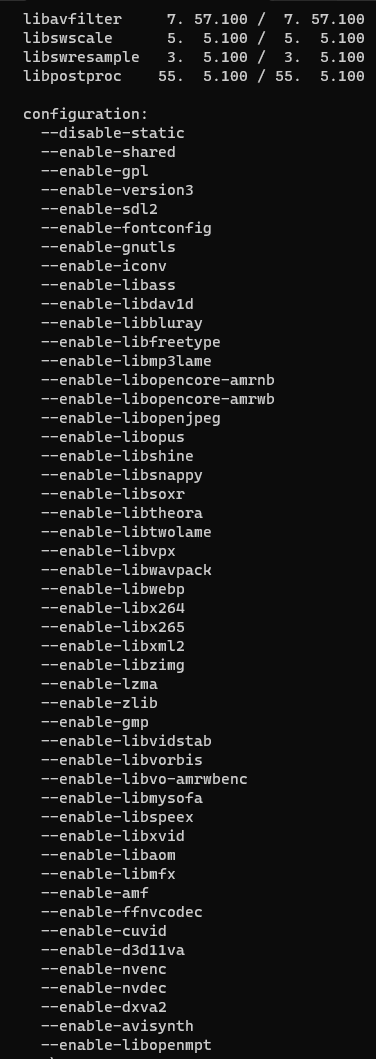 libavfilter     7. 57.100 /  7. 57.100
libswscale      5.  5.100 /  5.  5.100
libswresample   3.  5.100 /  3.  5.100
libpostproc    55.  5.100 / 55.  5.100
configuration:
--disable-static
--enable-shared
--enable-gpl
--enable-version3
--enable-sdl2
--enable-fontconfig
--enable-gnutls
--enable-iconv
--enable-libass
--enable-libdav1d
--enable-libbluray
--enable-libfreetype
--enable-libmp3lame
--enable-libopencore-amrnb
--enable-libopencore-amrwb
--enable-libopenjpeg
--enable-libopus
--enable-libshine
--enable-libsnappy
--enable-libsoxr
--enable-libtheora
--enable-libtwolame
--enable-libvpx
--enable-libwavpack
--enable-libwebp
--enable-libx264
--enable-libx265
--enable-libxml2
--enable-libzimg
--enable-lzma
--enable-zlib
--enable-gmp
--enable-libvidstab
--enable-libvorbis
--enable-libvo-amrwbenc
--enable-libmysofa
--enable-libspeex
--enable-libxvid
--enable-libaom
--enable-libmfx
--enable-amf
--enable-ffnvcodec
--enable-cuvid
--enable-d3d11va
--enable-nvenc
--enable-nvdec
--enable-dxva2
--enable-avisynth
--enable-libopenmpt